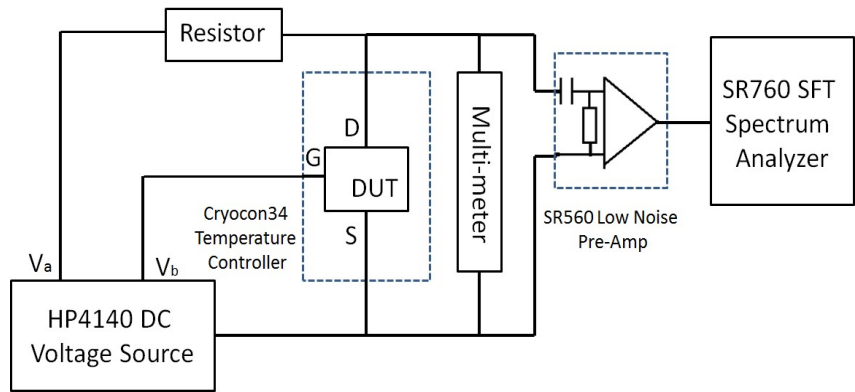 Resistor
D
G
DUT
S
Multi-meter
SR760 SFT
Spectrum
Analyzer
Cryocon34
Temperature
Controller
SR560 Low Noise
Pre-Amp
Va
Vb
HP4140 DC
Voltage Source